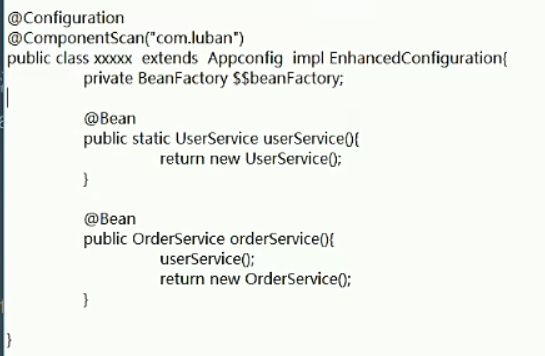 @Configuration
@ComponentScan("com.luban")
public class xxxxx extends Appconfig impl EnhancedConfiguration{
private BeanFactory $$beanFactory;
@Bean
public static UserService userService(){
return new UserService();
}
@Bean
public OrderService orderService(){
userService();
return new OrderService();
}
}